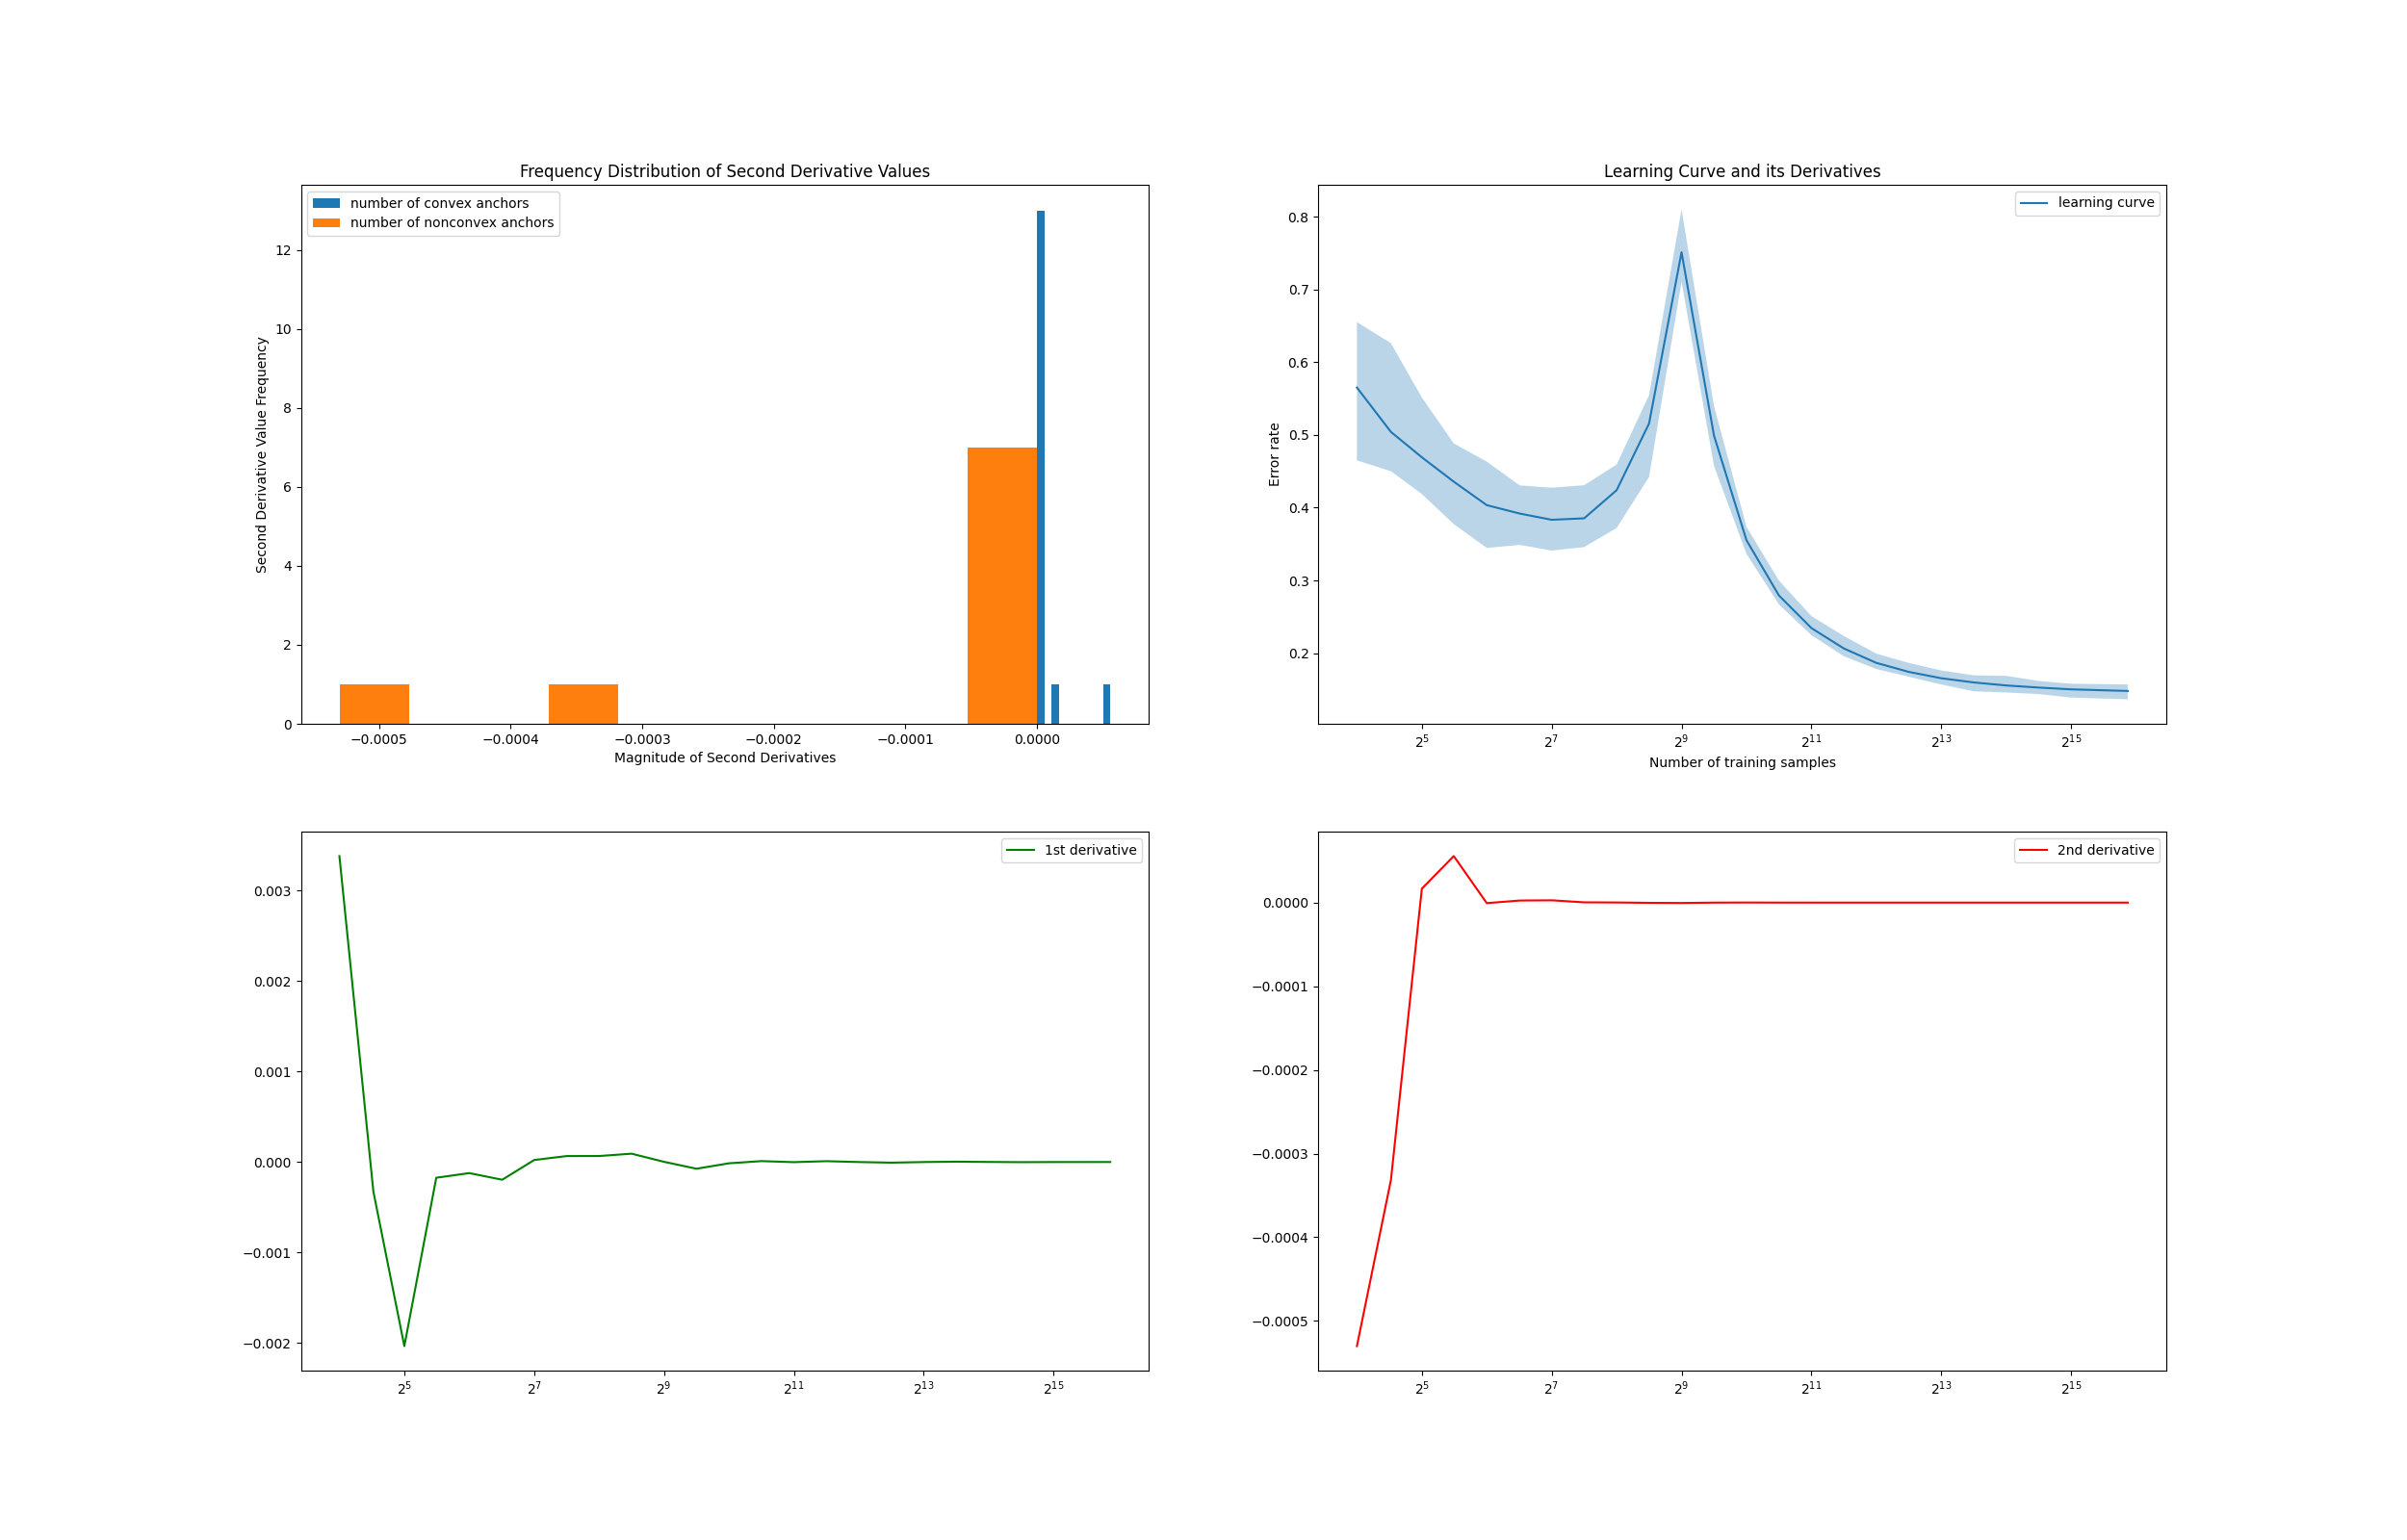 Frequency Distribution of Second Derivative Values
number of convex anchors
number of nonconvex anchors
12
10
8
6
4
2
0
Second Derivative Value Frequency
−0.0005 −0.0004 −0.0003 −0.0002 −0.0001 0.0000
Magnitude of Second Derivatives
Learning Curve and its Derivatives
learning curve
0.8
0.7
0.6
0.5
0.4
0.3
0.2
Error rate
2^5 2^7 2^9 2^11 2^13 2^15
Number of training samples
1st derivative
0.003
0.002
0.001
0.000
−0.001
−0.002
2^5 2^7 2^9 2^11 2^13 2^15
2nd derivative
0.0000
−0.0001
−0.0002
−0.0003
−0.0004
−0.0005
2^5 2^7 2^9 2^11 2^13 2^15